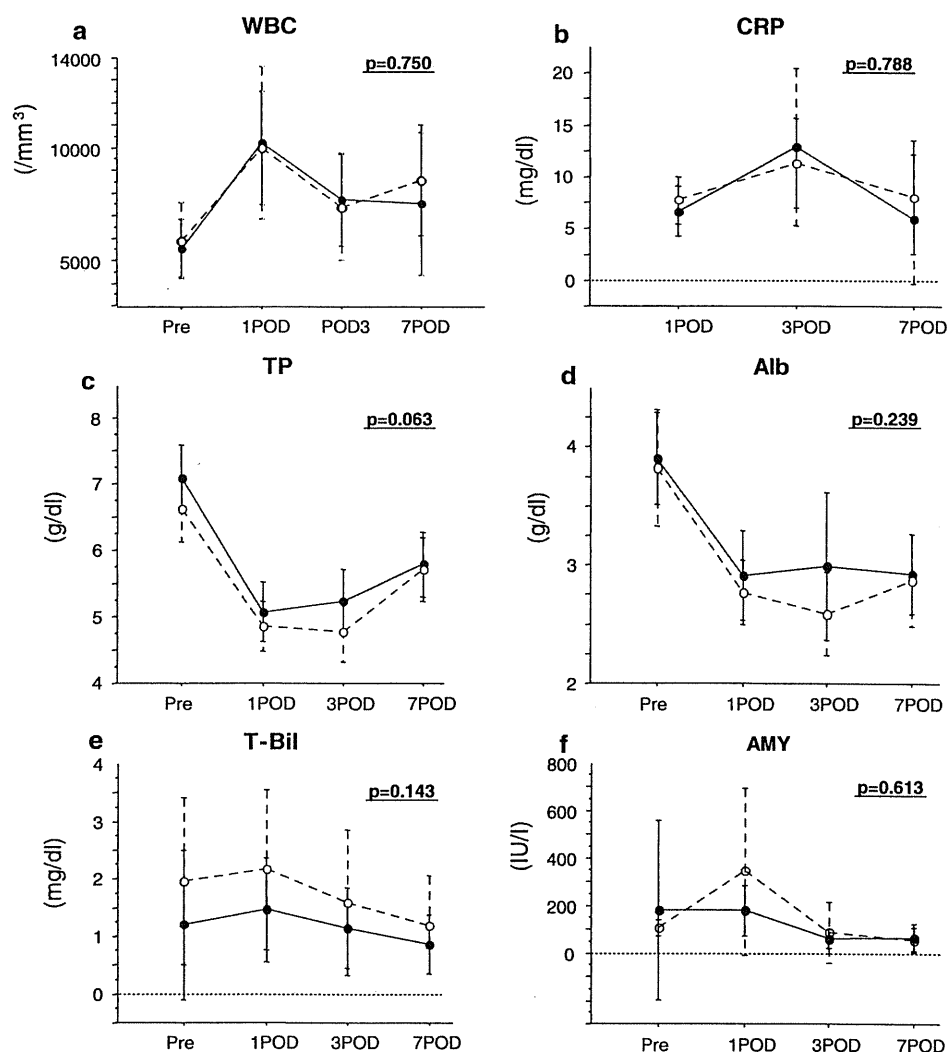 a
WBC
p=0.750
14000
10000
5000
(/mm³)
Pre
1POD
POD3
7POD
b
CRP
p=0.788
20
15
10
5
0
(mg/dl)
1POD
3POD
7POD
c
TP
p=0.063
8
7
6
5
4
(g/dl)
Pre
1POD
3POD
7POD
d
Alb
p=0.239
4
3
2
(g/dl)
Pre
1POD
3POD
7POD
e
T-Bil
p=0.143
4
3
2
1
0
(mg/dl)
Pre
1POD
3POD
7POD
f
AMY
p=0.613
800
600
400
200
0
(IU/l)
Pre
1POD
3POD
7POD